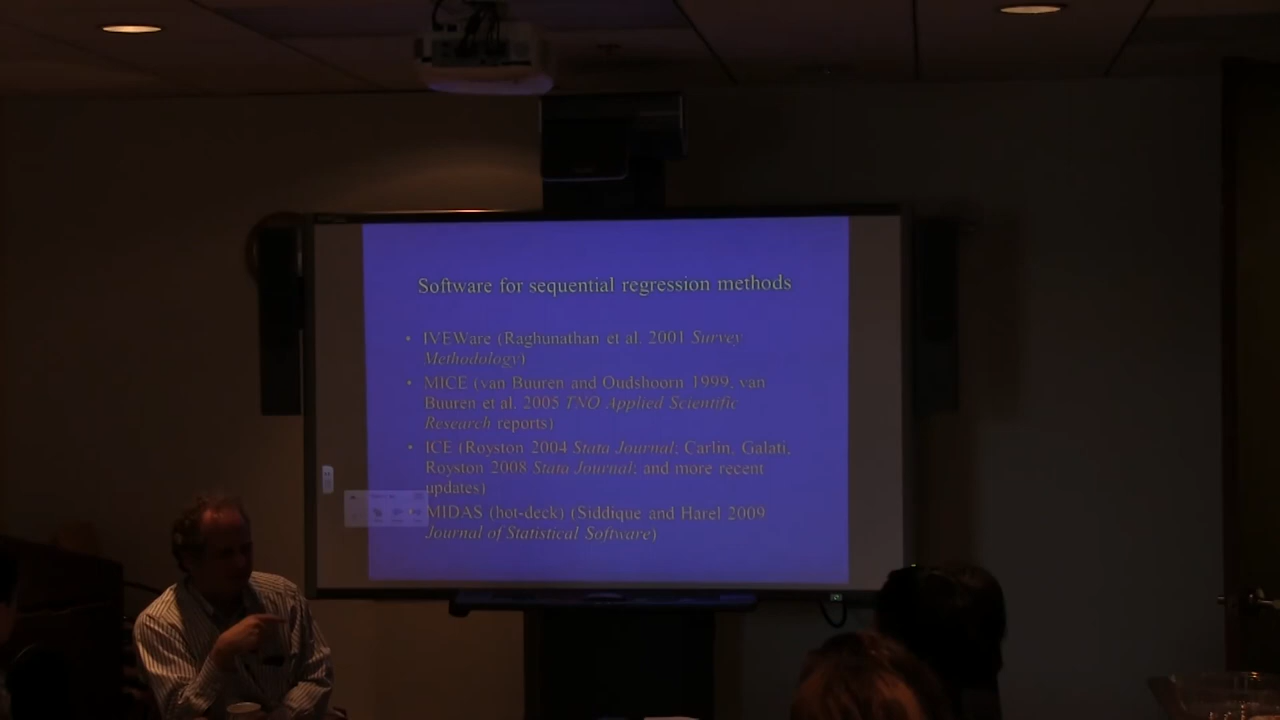 Software for sequential regression methods
• IVEWare (Raghunathan et al. 2001 Survey
Methodology)
• MICE (van Buuren and Oudshoorn 1999, van
Buuren et al. 2005 TNO Applied Scientific
Research reports)
• ICE (Royston 2004 Stata Journal; Carlin, Galati,
Royston 2008 Stata Journal; and more recent
updates)
• MIDAS (hot-deck) (Siddique and Harel 2009
Journal of Statistical Software)